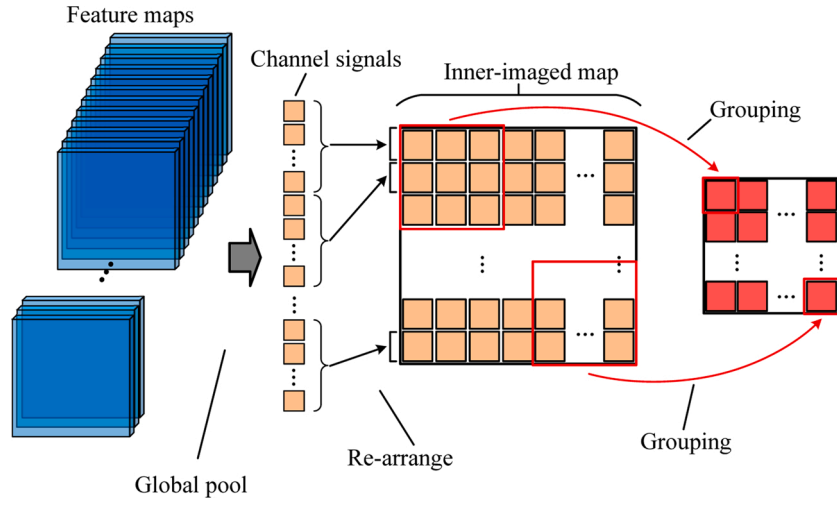 Feature maps
Channel signals
Inner-imaged map
Grouping
Grouping
Re-arrange
Global pool